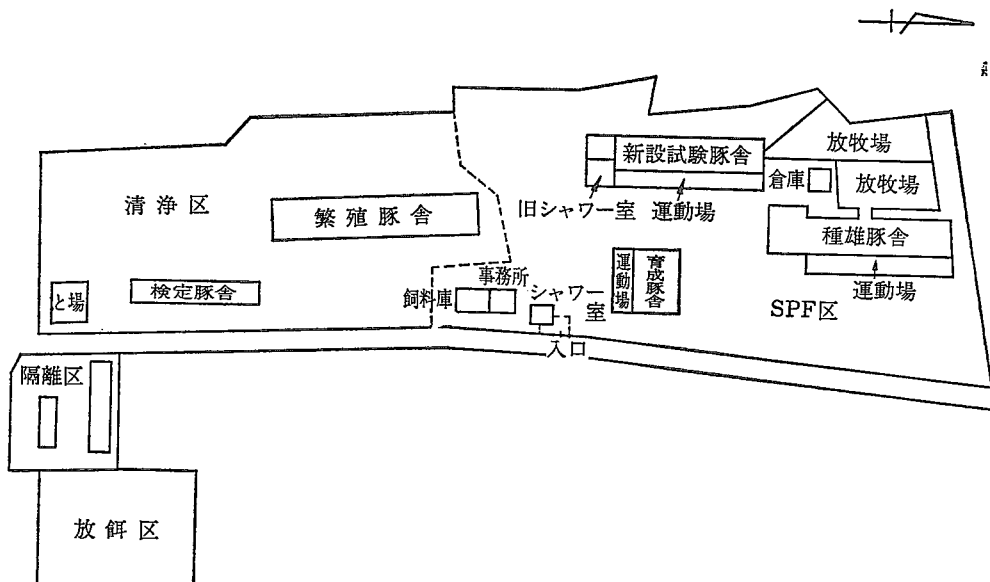 放牧場
新設試験豚舎
倉庫
放牧場
清浄区
繁殖豚舎
旧シャワー室
運動場
種雄豚舎
と場
検定豚舎
飼料庫
事務所
シャワー室
運動場
育成豚舎
運動場
SPF区
入口
隔離区
放餌区